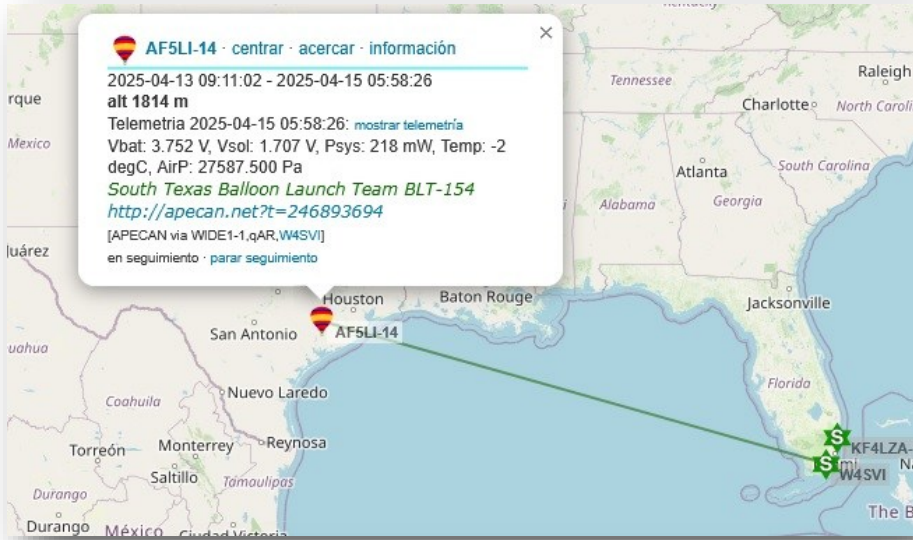 AF5LI-14 · centrar · acercar · información
2025-04-13 09:11:02 - 2025-04-15 05:58:26
alt 1814 m
Telemetria 2025-04-15 05:58:26: mostrar telemetría
Vbat: 3.752 V, Vsol: 1.707 V, Psys: 218 mW, Temp: -2
degC, AirP: 27587.500 Pa
South Texas Balloon Launch Team BLT-154
http://apecan.net?t=246893694
[APECAN via WIDE1-1,qAR,W4SVI]
en seguimiento · parar seguimiento
rque
Mexico
Tennessee
Raleigh
Charlotte
North Caroli
Atlanta
South Carolina
Alabama
Georgia
Juárez
Houston
Baton Rouge
Jacksonville
San Antonio
AF5LI-14
uahua
Coahuila
Nuevo Laredo
Florida
Torreón
Monterrey
Reynosa
KF4LZA-
mi
Na
Saltillo
Tamaulipas
W4SVI
Durango
The B
Durango
México
Ciudad Victoria